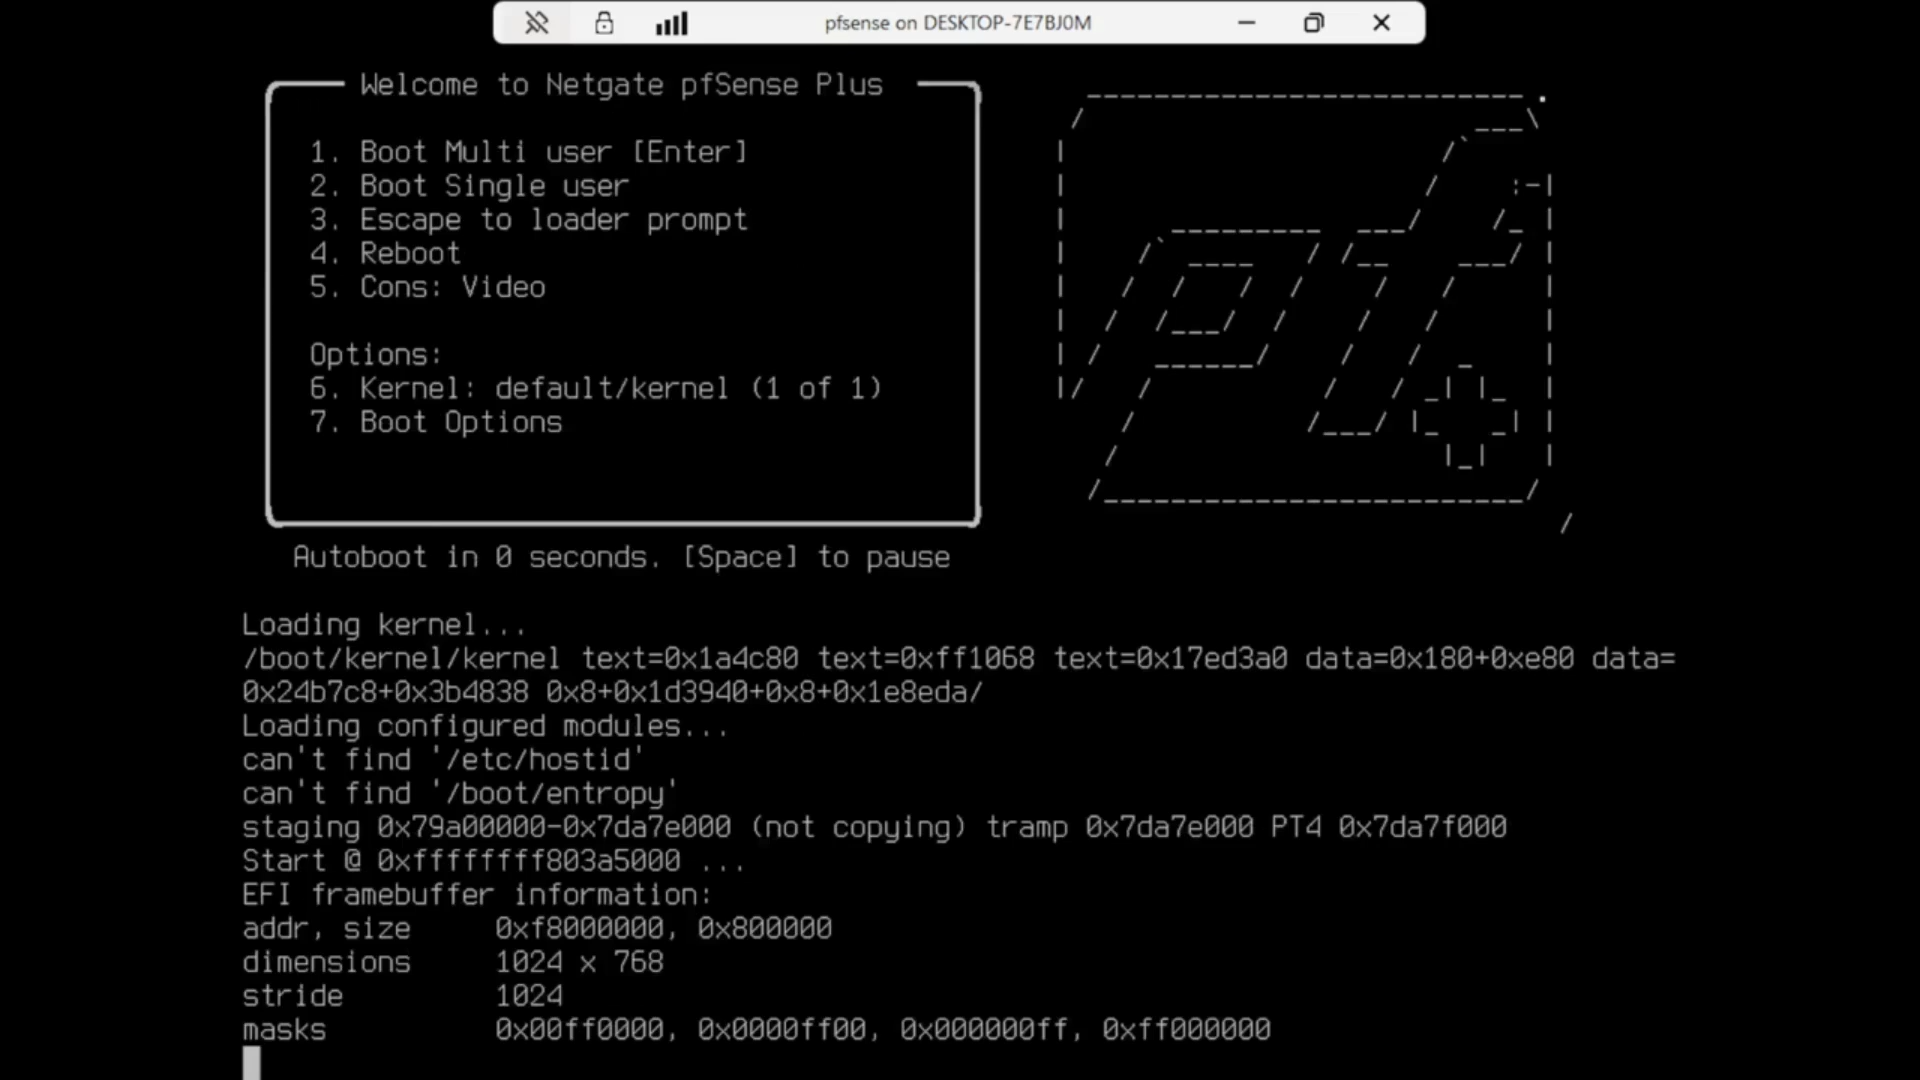 pfsense on DESKTOP-7E7BJ0M
Welcome to Netgate pfSense Plus
1. Boot Multi user [Enter]
2. Boot Single user
3. Escape to loader prompt
4. Reboot
5. Cons: Video
Options:
6. Kernel: default/kernel (1 of 1)
7. Boot Options
Autoboot in 0 seconds. [Space] to pause
Loading kernel...
/boot/kernel/kernel text=0x1a4c80 text=0xff1068 text=0x17ed3a0 data=0x180+0xe80 data=
0x24b7c8+0x3b4838 0x8+0x1d3940+0x8+0x1e8eda/
Loading configured modules...
can't find '/etc/hostid'
can't find '/boot/entropy'
staging 0x79a00000-0x7da7e000 (not copying) tramp 0x7da7e000 PT4 0x7da7f000
Start @ 0xffffffff803a5000 ...
EFI framebuffer information:
addr, size     0xf8000000, 0x800000
dimensions     1024 x 768
stride         1024
masks          0x00ff0000, 0x0000ff00, 0x000000ff, 0xff000000